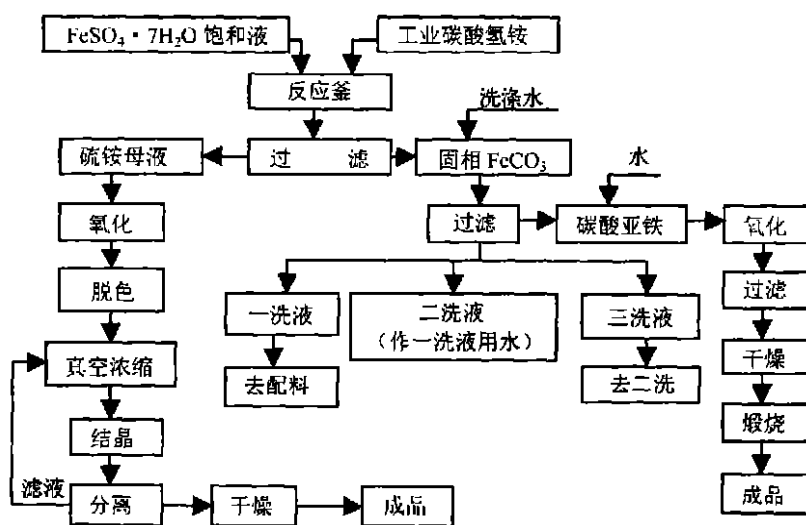 FeSO₄·7H₂O 饱和液
工业碳酸氢铵
反应釜
洗涤水
硫铵母液
过 滤
固相 FeCO₃
水
氧化
过滤
碳酸亚铁
氧化
脱色
一洗液
二洗液
（作一洗液用水）
三洗液
过滤
真空浓缩
去配料
去二洗
干燥
结晶
煅烧
滤液
分离
干燥
成品
成品